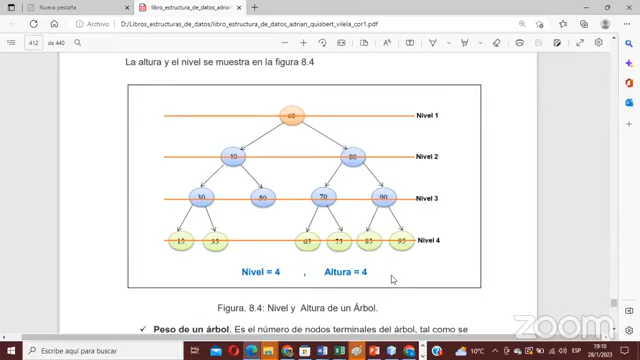 Nueva pestaña
libro_estructura_de_datos_adria
Archivo
D:/Libros/estructuras_de_datos/libro_estructura_de_datos_adrian_quisbert_vilela_cor1.pdf
412 de 440
La altura y el nivel se muestra en la figura 8.4
60 Nivel 1
40 80 Nivel 2
30 50 70 90 Nivel 3
15 35 65 75 85 95 Nivel 4
Nivel = 4 , Altura = 4
Figura. 8.4: Nivel y Altura de un Árbol.
✓ Peso de un árbol. Es el número de nodos terminales del árbol, tal como se
zoom
Escribe aquí para buscar
10°C
ESP
19:10
28/1/2023